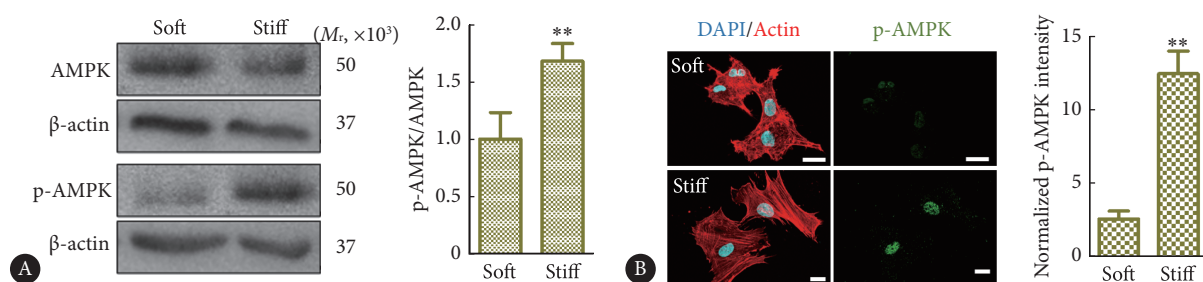 Soft Stiff (Mr, ×10³)
AMPK 50
β-actin 37
p-AMPK 50
β-actin 37
A
p-AMPK/AMPK
2.0
1.5
1.0
0.5
0
**
Soft Stiff
B
DAPI/Actin p-AMPK
Soft
Stiff
Normalized p-AMPK intensity
15
10
5
0
**
Soft Stiff